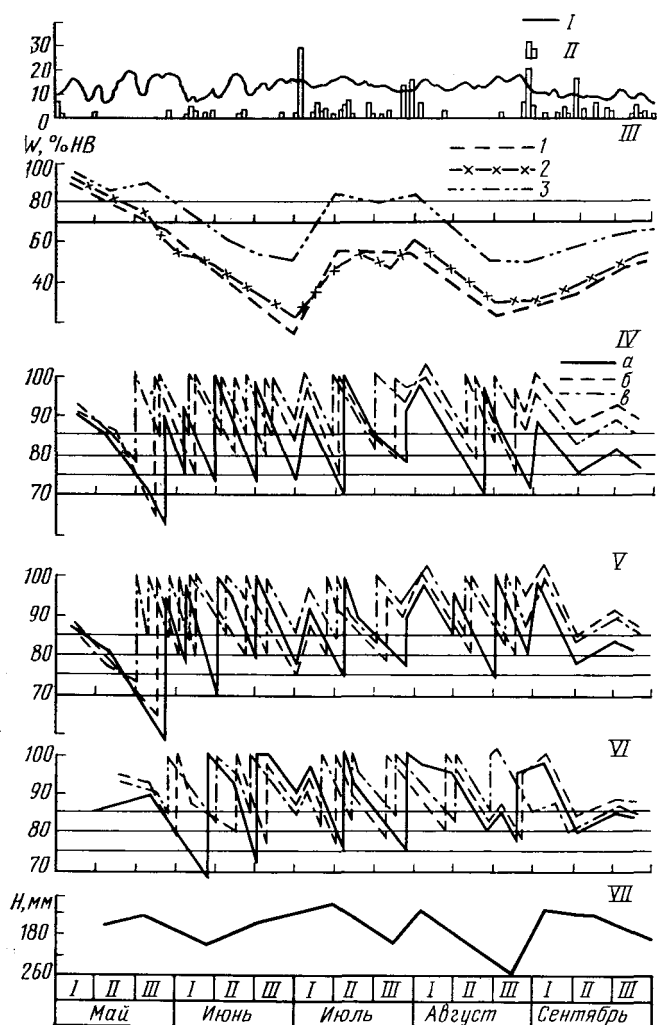 30
20
10
0
I
II
W, %НВ
III
100
80
60
40
1
2
3
IV
100
90
80
70
а
б
в
V
100
90
80
70
VI
100
90
80
70
H, мм
VII
180
260
I II III I II III I II III I II III I II III
Май Июнь Июль Август Сентябрь